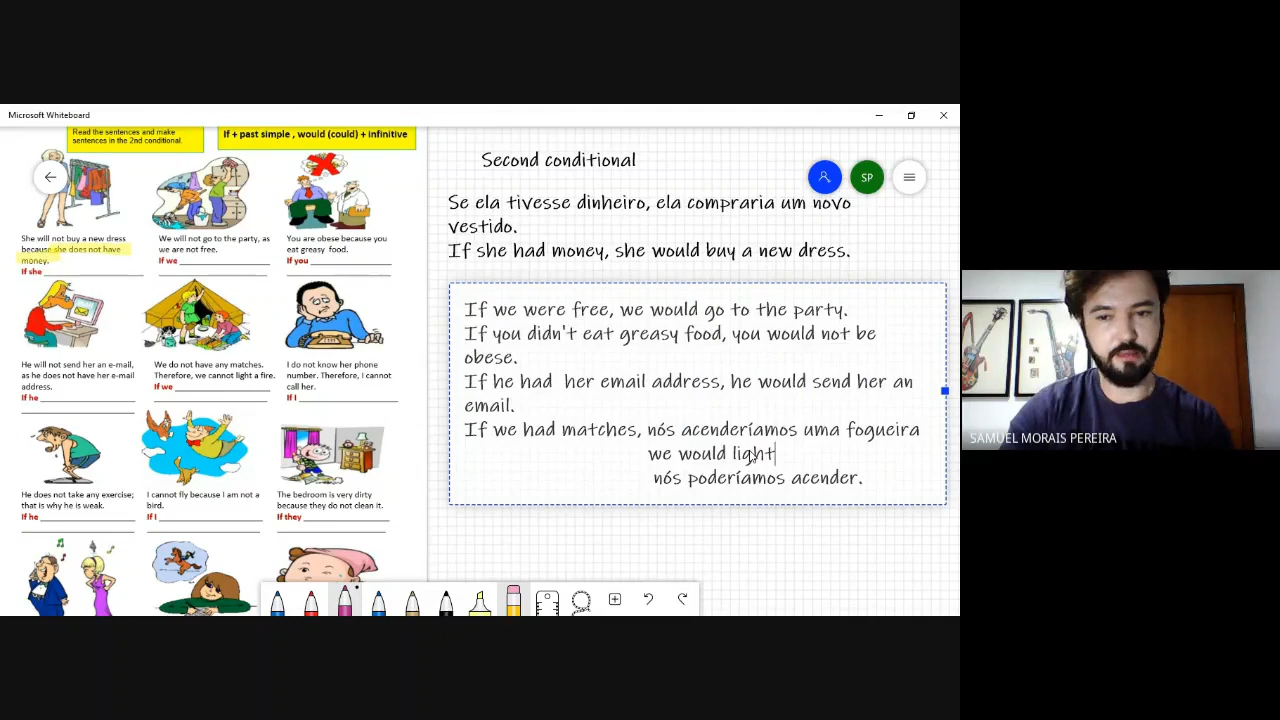 Microsoft Whiteboard
Read the sentences and make
sentences in the 2nd conditional.
If + past simple , would (could) + infinitive
She will not buy a new dress
because she does not have
money.
If she
We will not go to the party, as
we are not free.
If we
You are obese because you
eat greasy food.
If you
He will not send her an e-mail,
as he does not have her e-mail
address.
If he
We do not have any matches.
Therefore, we cannot light a fire.
If we
I do not know her phone
number. Therefore, I cannot
call her.
If I
He does not take any exercise;
that is why he is weak.
If he
I cannot fly because I am not a
bird.
If I
The bedroom is very dirty
because they do not clean it.
If they
Second conditional
Se ela tivesse dinheiro, ela compraria um novo
vestido.
If she had money, she would buy a new dress.
If we were free, we would go to the party.
If you didn't eat greasy food, you would not be
obese.
If he had her email address, he would send her an
email.
If we had matches, nós acenderíamos uma fogueira
we would light
nós poderíamos acender.
SP
SAMUEL MORAIS PEREIRA